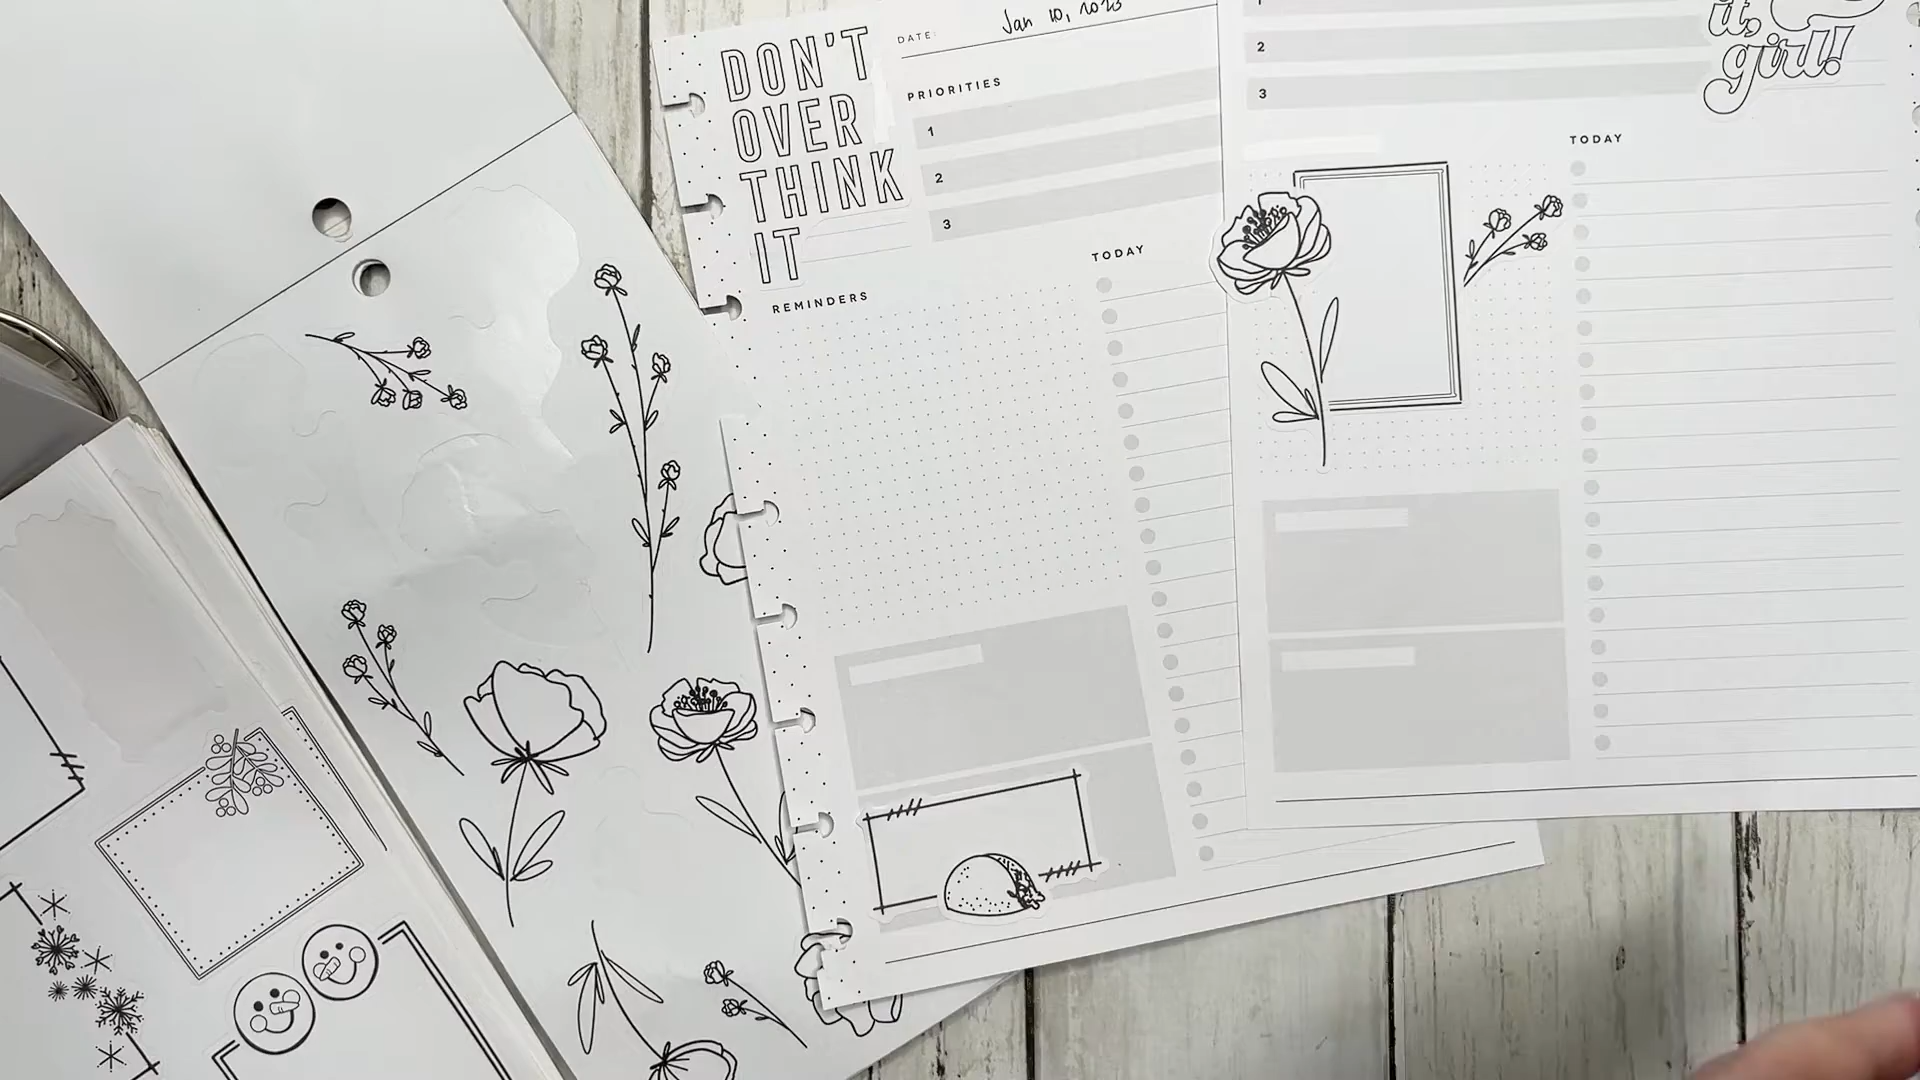 DON'T
OVER
THINK
IT
DATE:
Jan 10, 2023
PRIORITIES
1
2
3
REMINDERS
TODAY
2
3
it,
girl!
TODAY